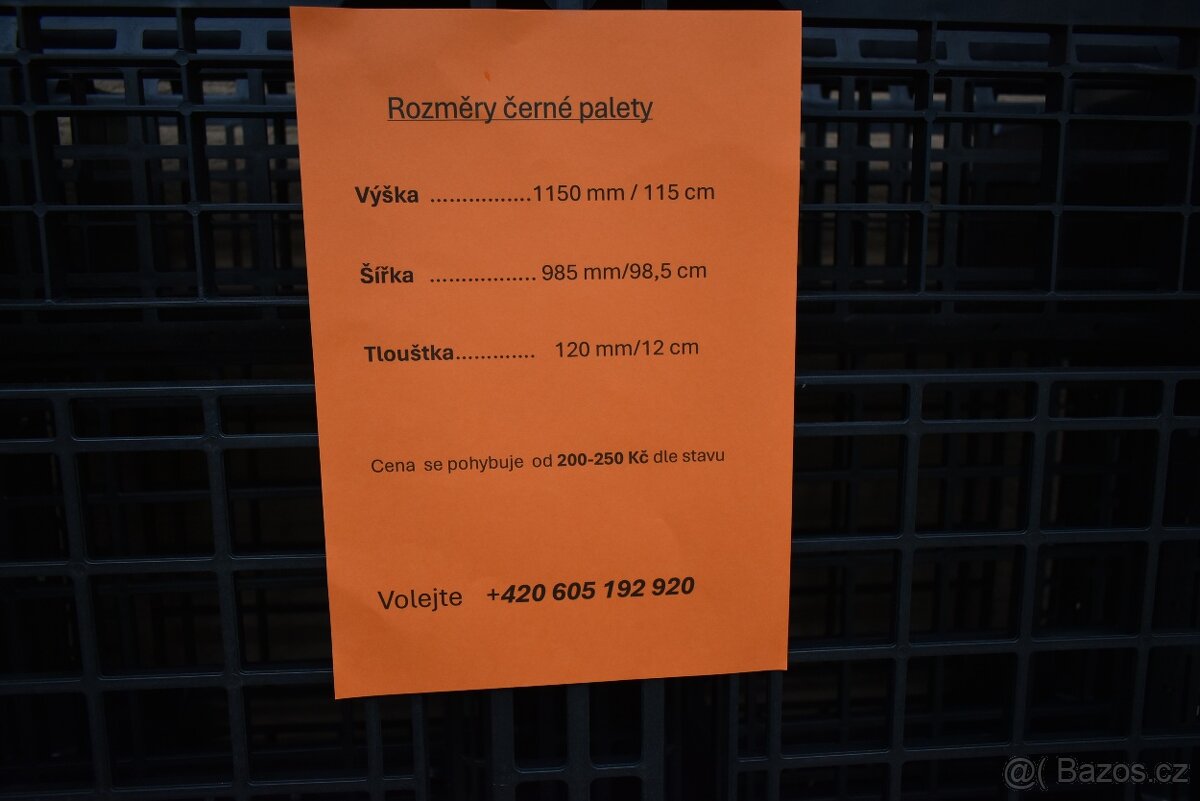 Rozměry černé palety
Výška ................1150 mm / 115 cm
Šířka ................. 985 mm/98,5 cm
Tlouštka............. 120 mm/12 cm
Cena se pohybuje od 200-250 Kč dle stavu
Volejte +420 605 192 920
@( Bazos.cz